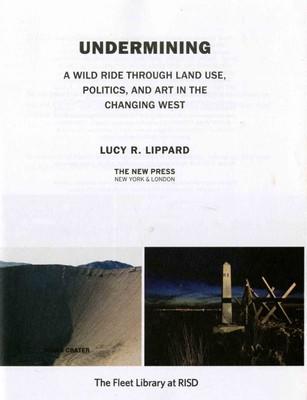 UNDERMINING
A WILD RIDE THROUGH LAND USE,
POLITICS, AND ART IN THE
CHANGING WEST
LUCY R. LIPPARD
THE NEW PRESS
NEW YORK & LONDON
CRATER
The Fleet Library at RISD